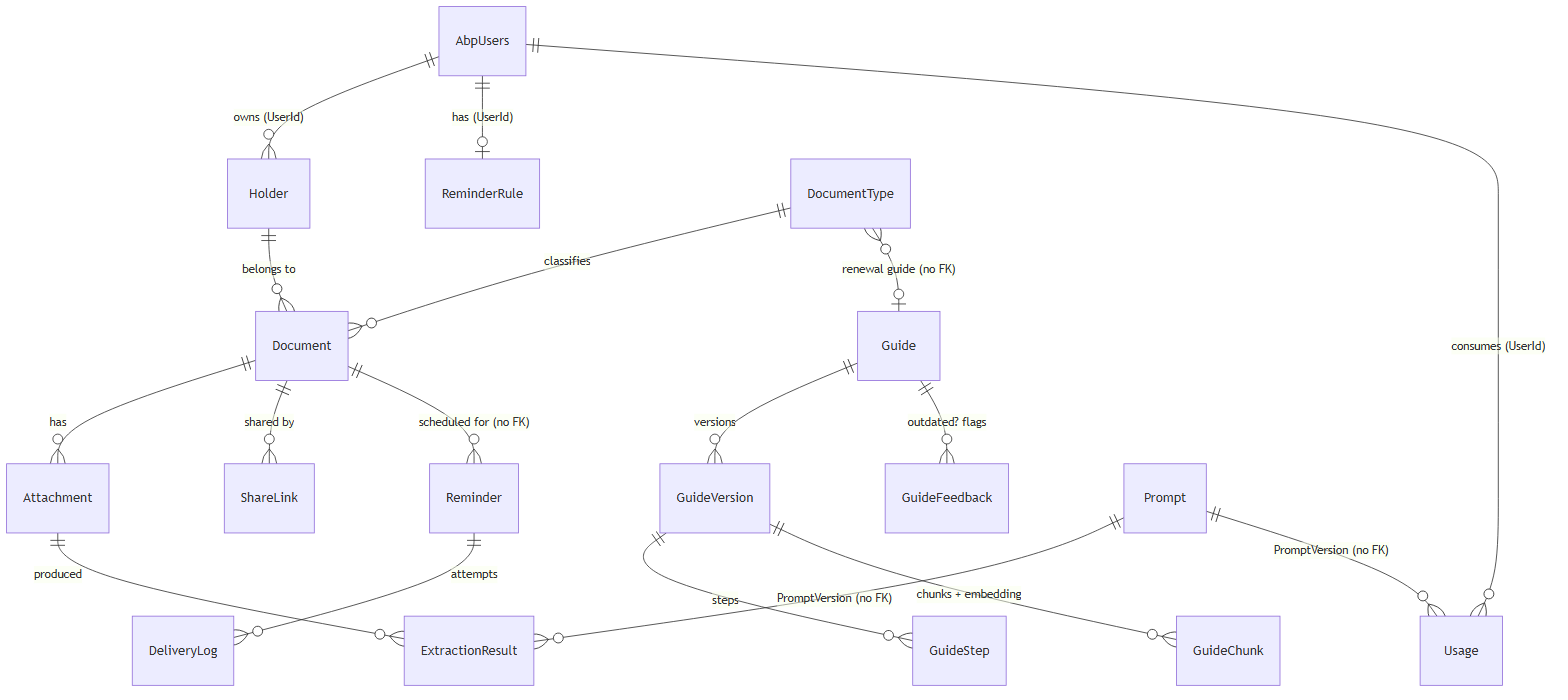 AbpUsers
owns (UserId)
has (UserId)
Holder
ReminderRule
DocumentType
belongs to
classifies
renewal guide (no FK)
Document
Guide
consumes (UserId)
has
shared by
scheduled for (no FK)
versions
outdated? flags
Attachment
ShareLink
Reminder
GuideVersion
GuideFeedback
Prompt
produced
attempts
PromptVersion (no FK)
steps
PromptVersion (no FK)
chunks + embedding
DeliveryLog
ExtractionResult
GuideStep
GuideChunk
Usage